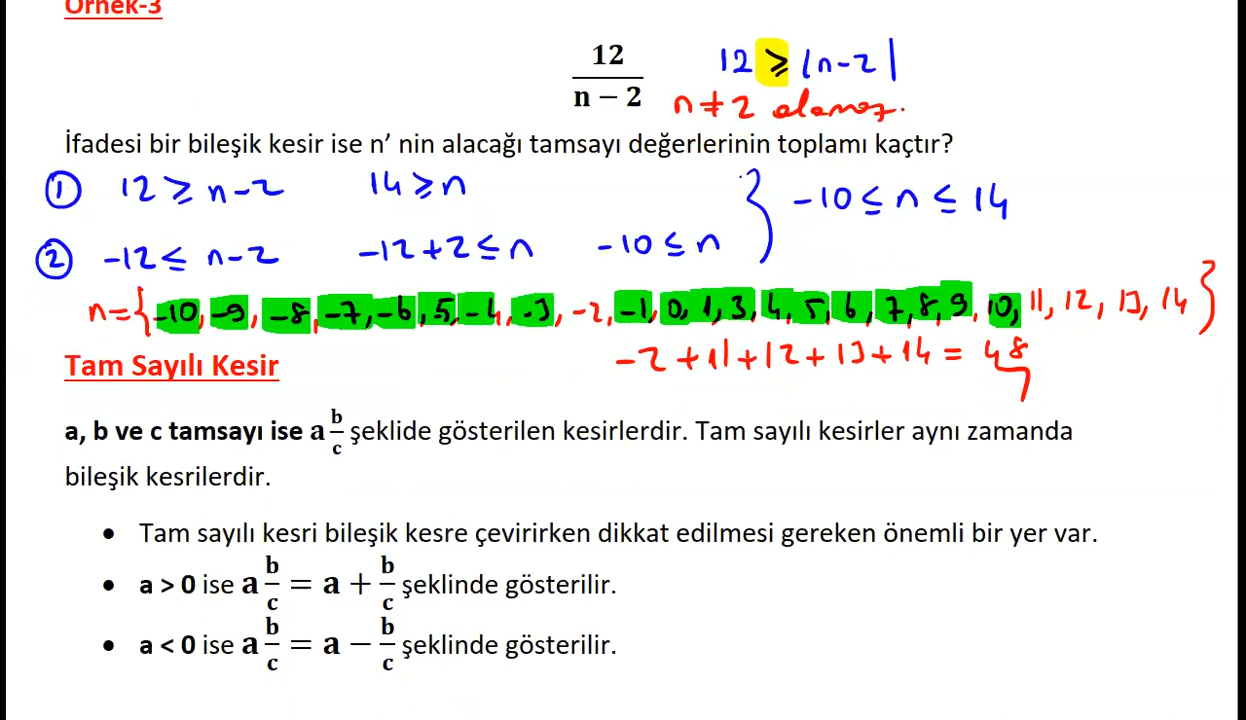 Örnek-3
12 / n − 2
12 ≥ |n-2|
n ≠ 2 olamaz.
İfadesi bir bileşik kesir ise n’ nin alacağı tamsayı değerlerinin toplamı kaçtır?
① 12 ≥ n-2 14 ≥ n
② -12 ≤ n-2 -12+2 ≤ n -10 ≤ n } -10 ≤ n ≤ 14
n={-10, -9, -8, -7, -6, 5, -4, -3, -2, -1, 0, 1, 3, 4, 5, 6, 7, 8, 9, 10, 11, 12, 13, 14}
-2+11+12+13+14 = 48
Tam Sayılı Kesir
a, b ve c tamsayı ise a b/c şeklide gösterilen kesirlerdir. Tam sayılı kesirler aynı zamanda
bileşik kesrilerdir.
• Tam sayılı kesri bileşik kesre çevirirken dikkat edilmesi gereken önemli bir yer var.
• a > 0 ise a b/c = a + b/c şeklinde gösterilir.
• a < 0 ise a b/c = a − b/c şeklinde gösterilir.